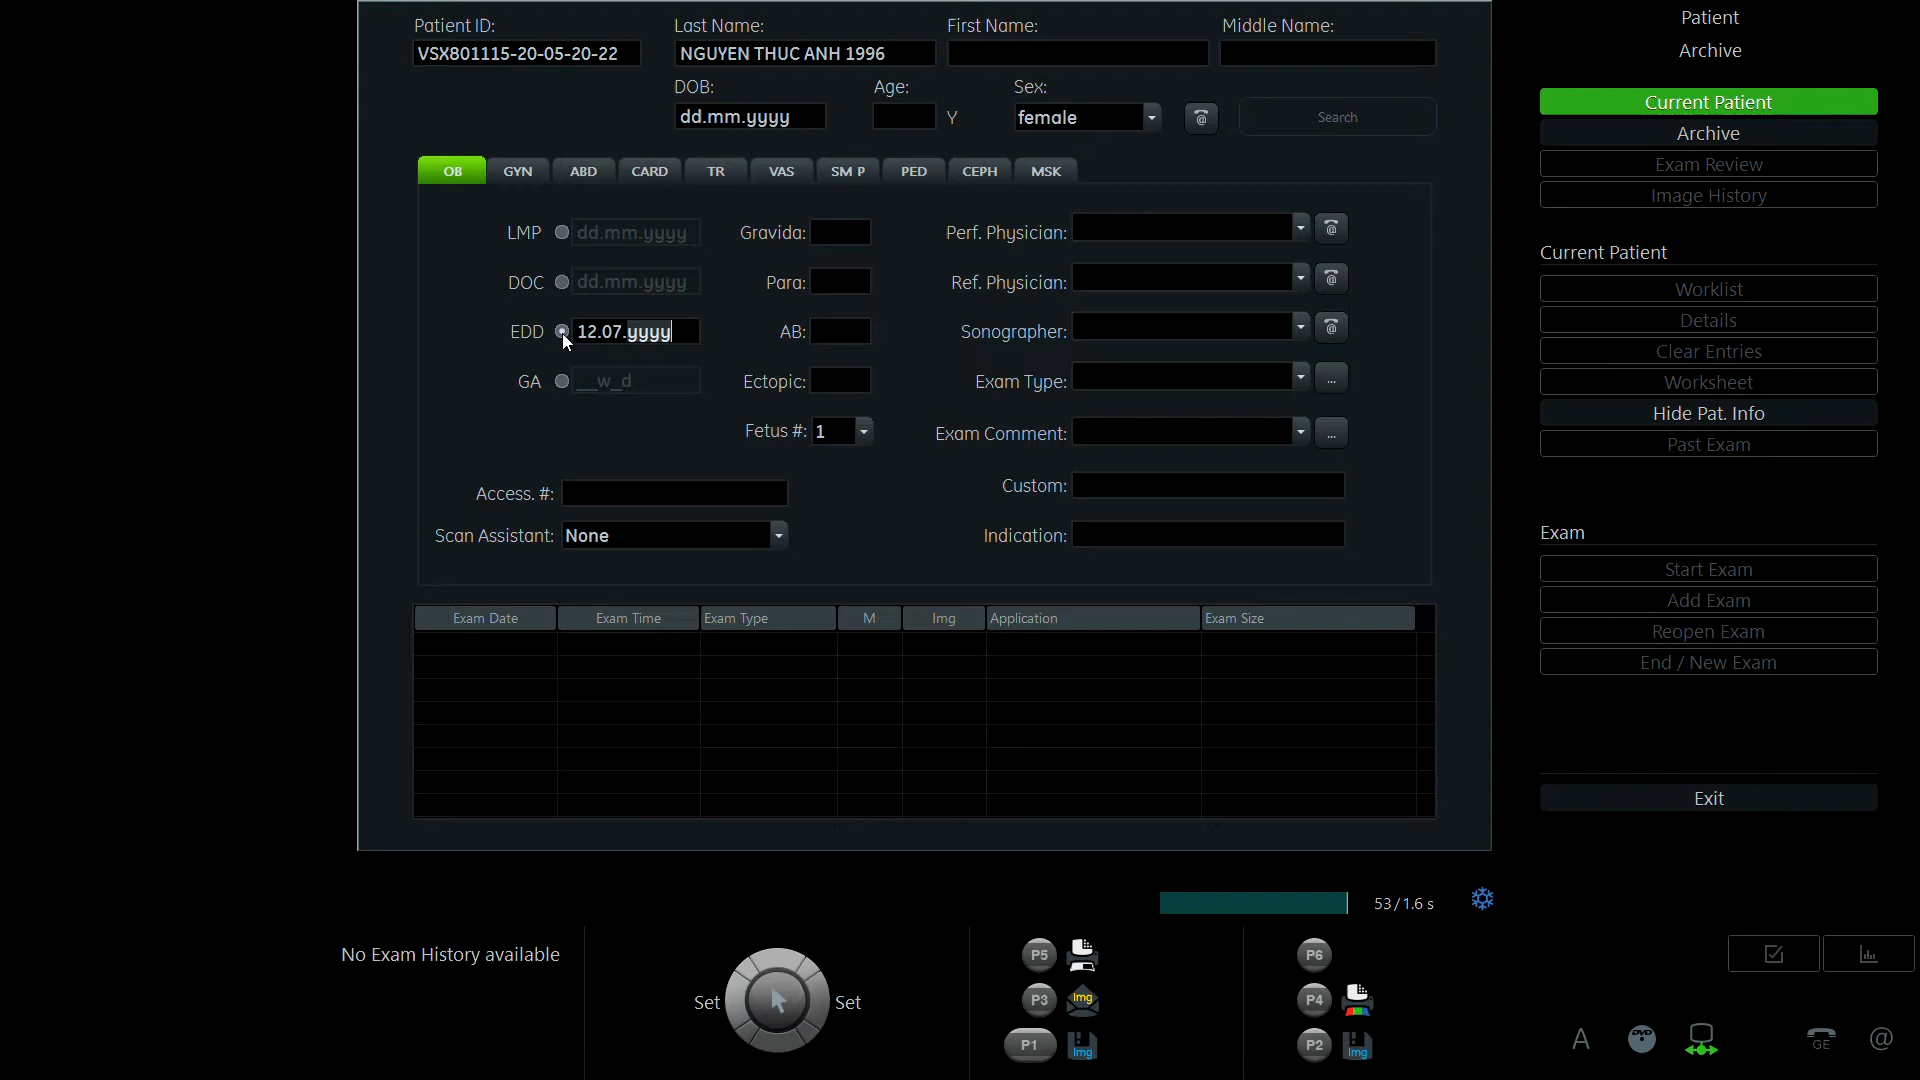 Patient ID: Last Name: First Name: Middle Name:
VSX801115-20-05-20-22 NGUYEN THUC ANH 1996
DOB: Age: Sex:
dd.mm.yyyy Y female @ Search
OB GYN ABD CARD TR VAS SM P PED CEPH MSK
LMP dd.mm.yyyy Gravida: Perf. Physician: @
DOC dd.mm.yyyy Para: Ref. Physician: @
EDD 12.07.yyyy AB: Sonographer: @
GA __w_d Ectopic: Exam Type: ...
Fetus #: 1 Exam Comment: ...
Access. #: Custom:
Scan Assistant: None Indication:
Exam Date Exam Time Exam Type M Img Application Exam Size
Patient
Archive
Current Patient
Archive
Exam Review
Image History
Current Patient
Worklist
Details
Clear Entries
Worksheet
Hide Pat. Info
Past Exam
Exam
Start Exam
Add Exam
Reopen Exam
End / New Exam
Exit
53/1.6 s
No Exam History available
Set Set
P5
P3 Img
P1 Img
P6
P4
P2 Img
A DVD GE @